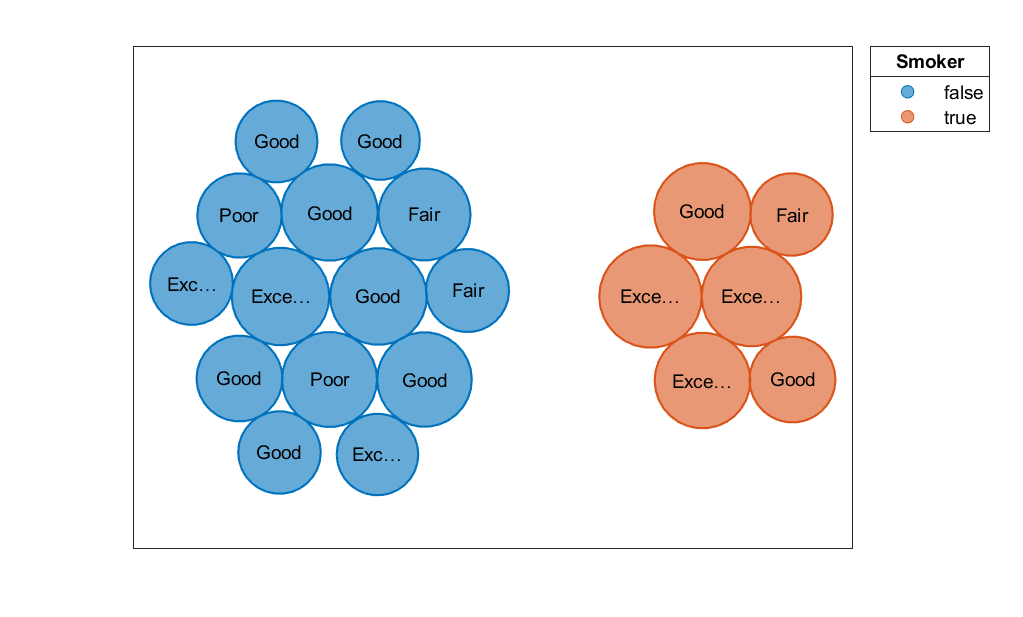 Smoker
false
true
Good Good
Poor Good Fair
Exc… Exce… Good Fair
Good Poor Good
Good Exc…
Good Fair
Exce… Exce…
Exce… Good